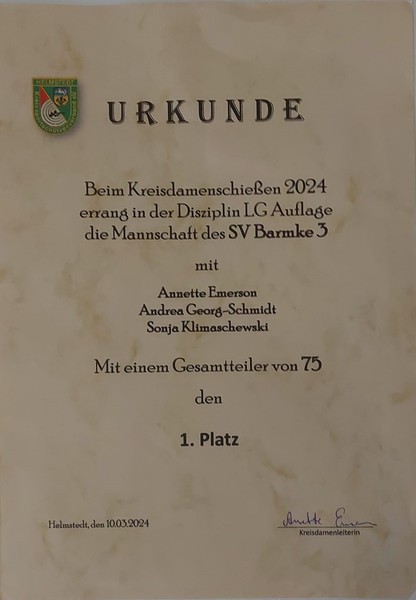 HELMSTEDT
URKUNDE
Beim Kreisdamenschießen 2024
errang in der Disziplin LG Auflage
die Mannschaft des SV Barmke 3
mit
Annette Emerson
Andrea Georg-Schmidt
Sonja Klimaschewski
Mit einem Gesamtteiler von 75
den
1. Platz
Helmstedt, den 10.03.2024
Kreisdamenleiterin